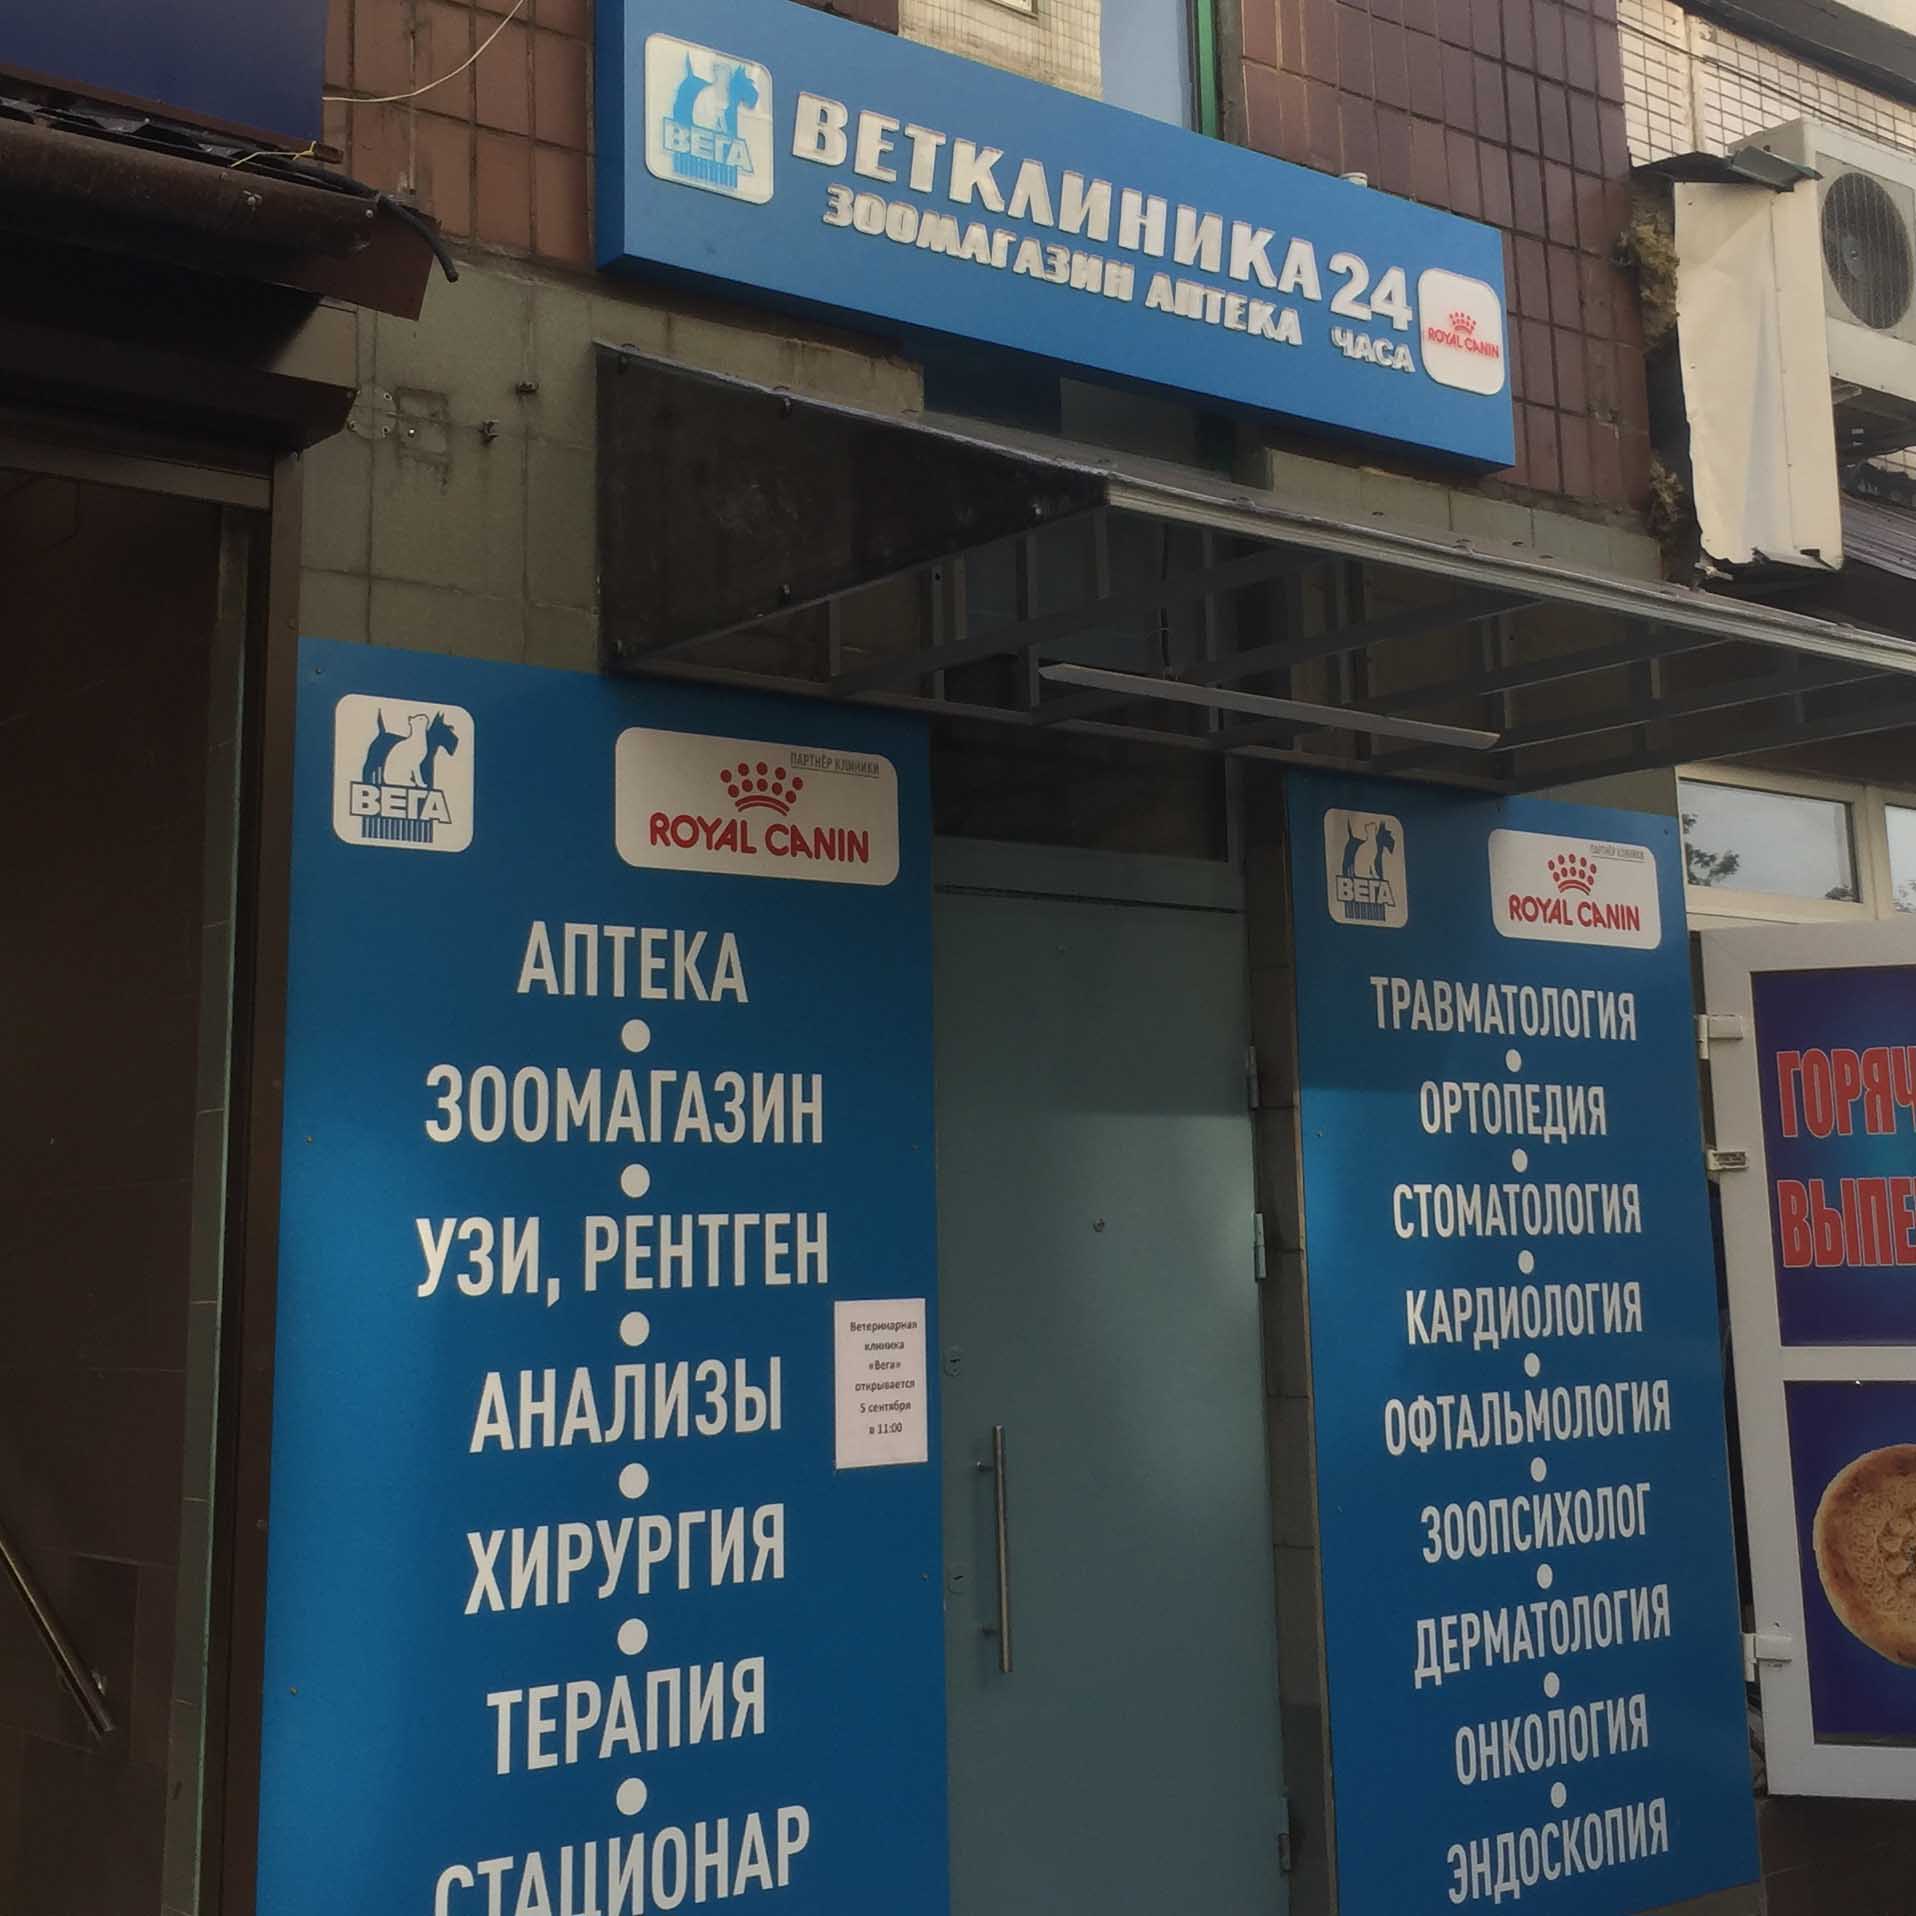 ВЕГА
ВЕТКЛИНИКА 24
ЗООМАГАЗИН АПТЕКА ЧАСА
ROYAL CANIN
ВЕГА
ПАРТНЁР КЛИНИКИ
ROYAL CANIN
АПТЕКА
ЗООМАГАЗИН
УЗИ, РЕНТГЕН
АНАЛИЗЫ
ХИРУРГИЯ
ТЕРАПИЯ
СТАЦИОНАР
Ветеринарная
клиника
«Вега»
открывается
5 сентября
в 11:00
ВЕГА
ПАРТНЁР КЛИНИКИ
ROYAL CANIN
ТРАВМАТОЛОГИЯ
ОРТОПЕДИЯ
СТОМАТОЛОГИЯ
КАРДИОЛОГИЯ
ОФТАЛЬМОЛОГИЯ
ЗООПСИХОЛОГ
ДЕРМАТОЛОГИЯ
ОНКОЛОГИЯ
ЭНДОСКОПИЯ
ГОРЯЧ
ВЫПЕ